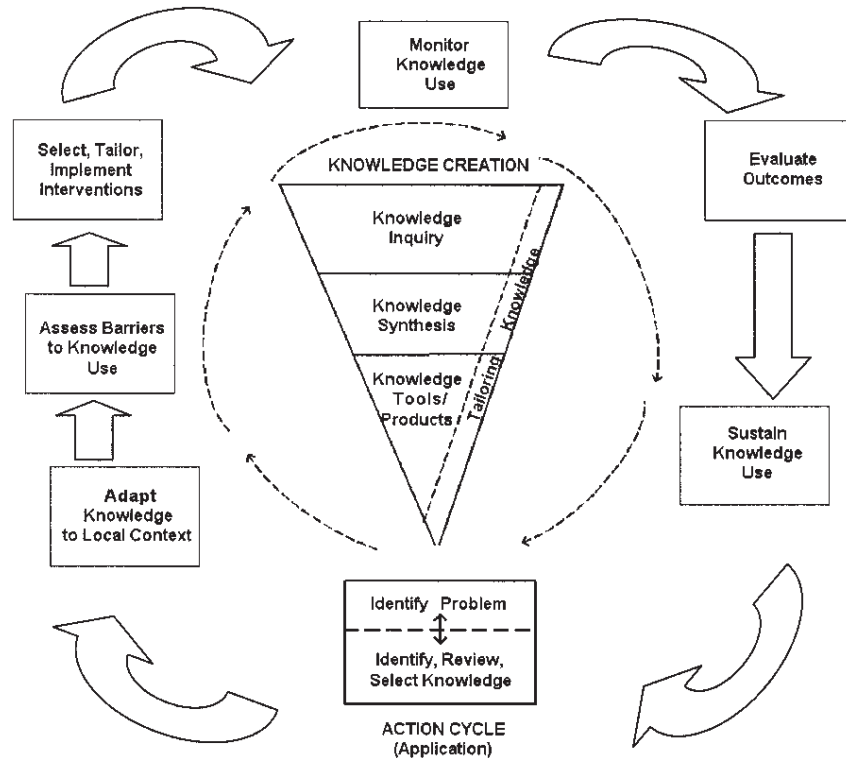 Monitor
Knowledge
Use
Select, Tailor,
Implement
Interventions
Evaluate
Outcomes
KNOWLEDGE CREATION
Knowledge
Inquiry
Knowledge
Synthesis
Knowledge
Tools/
Products
Tailoring Knowledge
Assess Barriers
to Knowledge
Use
Sustain
Knowledge
Use
Adapt
Knowledge
to Local Context
Identify Problem
Identify, Review,
Select Knowledge
ACTION CYCLE
(Application)